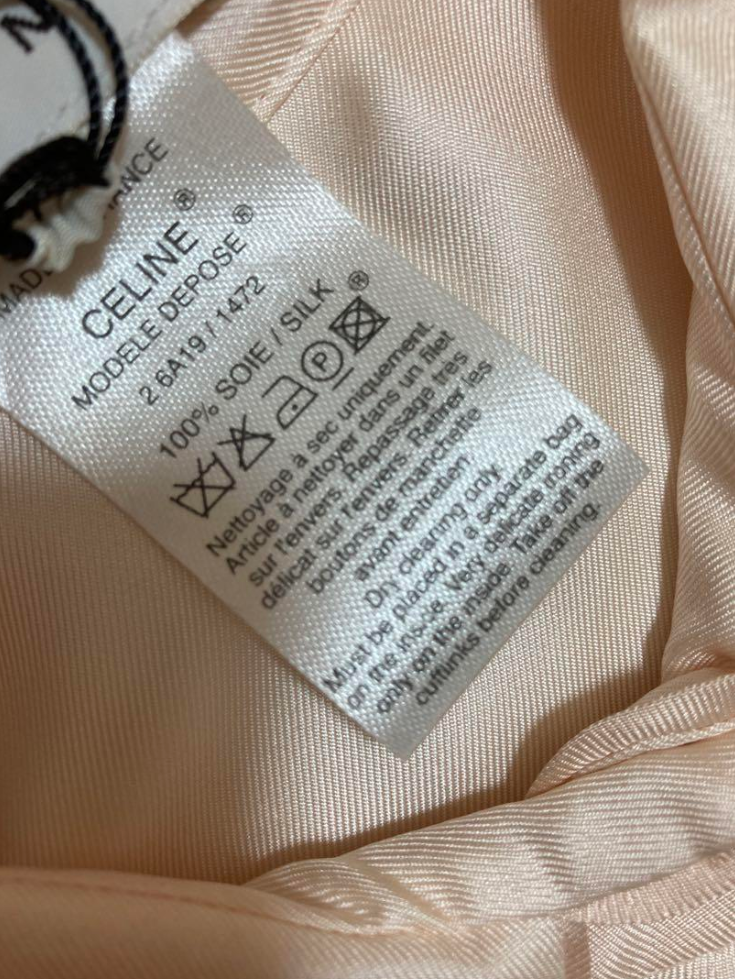 N
MADE
CELINE ®
MODELE DEPOSE ®
2 6A19 / 1472
100% SOIE / SILK ®
P
Nettoyage à sec uniquement.
Article à nettoyer dans un filet
sur l'envers. Repassage très
délicat sur l'envers. Retirer les
boutons de manchette
avant entretien.
Dry cleaning only
Must be placed in a separate bag
on the inside. Very delicate ironing
only on the inside. Take off the
cufflinks before cleaning.